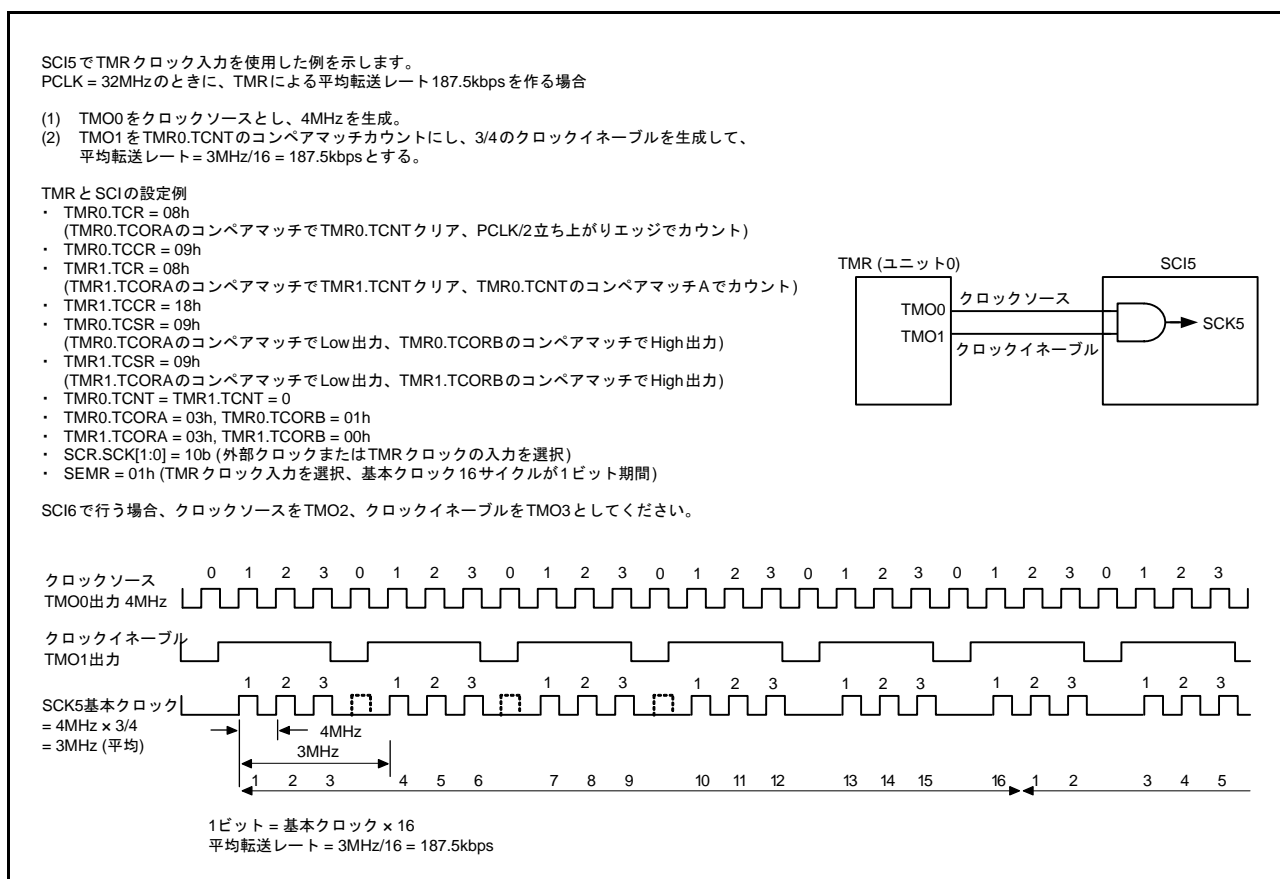 SCI5でTMRクロック入力を使用した例を示します。
PCLK = 32MHzのときに、TMRによる平均転送レート187.5kbpsを作る場合
(1) TMO0をクロックソースとし、4MHzを生成。
(2) TMO1をTMR0.TCNTのコンペアマッチカウントにし、3/4のクロックイネーブルを生成して、
平均転送レート= 3MHz/16 = 187.5kbpsとする。
TMRとSCIの設定例
・ TMR0.TCR = 08h
(TMR0.TCORAのコンペアマッチでTMR0.TCNTクリア、PCLK/2立ち上がりエッジでカウント)
・ TMR0.TCCR = 09h
・ TMR1.TCR = 08h
(TMR1.TCORAのコンペアマッチでTMR1.TCNTクリア、TMR0.TCNTのコンペアマッチAでカウント)
・ TMR1.TCCR = 18h
・ TMR0.TCSR = 09h
(TMR0.TCORAのコンペアマッチでLow出力、TMR0.TCORBのコンペアマッチでHigh出力)
・ TMR1.TCSR = 09h
(TMR1.TCORAのコンペアマッチでLow出力、TMR1.TCORBのコンペアマッチでHigh出力)
・ TMR0.TCNT = TMR1.TCNT = 0
・ TMR0.TCORA = 03h, TMR0.TCORB = 01h
・ TMR1.TCORA = 03h, TMR1.TCORB = 00h
・ SCR.SCK[1:0] = 10b (外部クロックまたはTMRクロックの入力を選択)
・ SEMR = 01h (TMRクロック入力を選択、基本クロック16サイクルが1ビット期間)
SCI6で行う場合、クロックソースをTMO2、クロックイネーブルをTMO3としてください。
TMR (ユニット0) SCI5
TMO0 クロックソース
TMO1 SCK5
クロックイネーブル
0 1 2 3 0 1 2 3 0 1 2 3 0 1 2 3 0 1 2 3 0 1 2 3 0 1 2 3
クロックソース
TMO0出力 4MHz
クロックイネーブル
TMO1出力
1 2 3 1 2 3 1 2 3 1 2 3 1 2 3 1 2 3 1 2 3
SCK5基本クロック
= 4MHz × 3/4
= 3MHz (平均)
4MHz
3MHz
1 2 3 4 5 6 7 8 9 10 11 12 13 14 15 16 1 2 3 4 5
1ビット = 基本クロック × 16
平均転送レート = 3MHz/16 = 187.5kbps